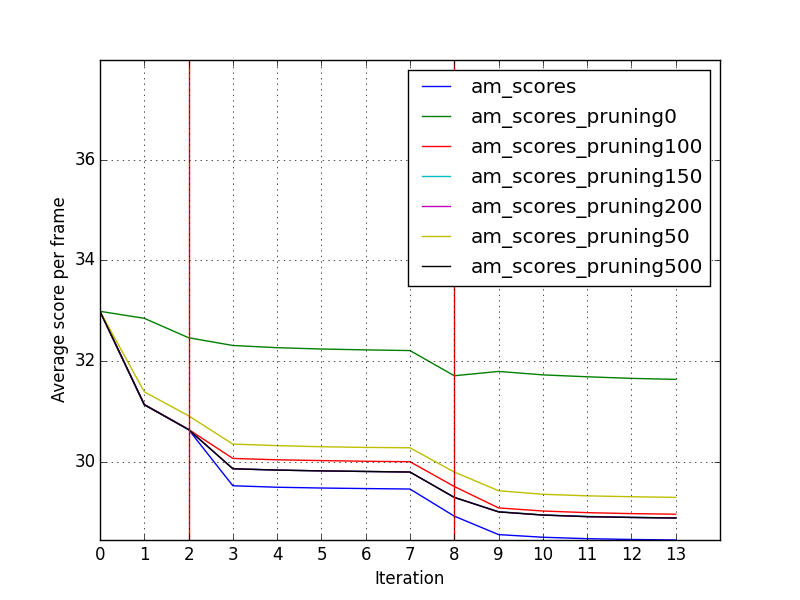 am_scores
am_scores_pruning0
am_scores_pruning100
am_scores_pruning150
am_scores_pruning200
am_scores_pruning50
am_scores_pruning500
36
34
32
30
Average score per frame
0 1 2 3 4 5 6 7 8 9 10 11 12 13
Iteration